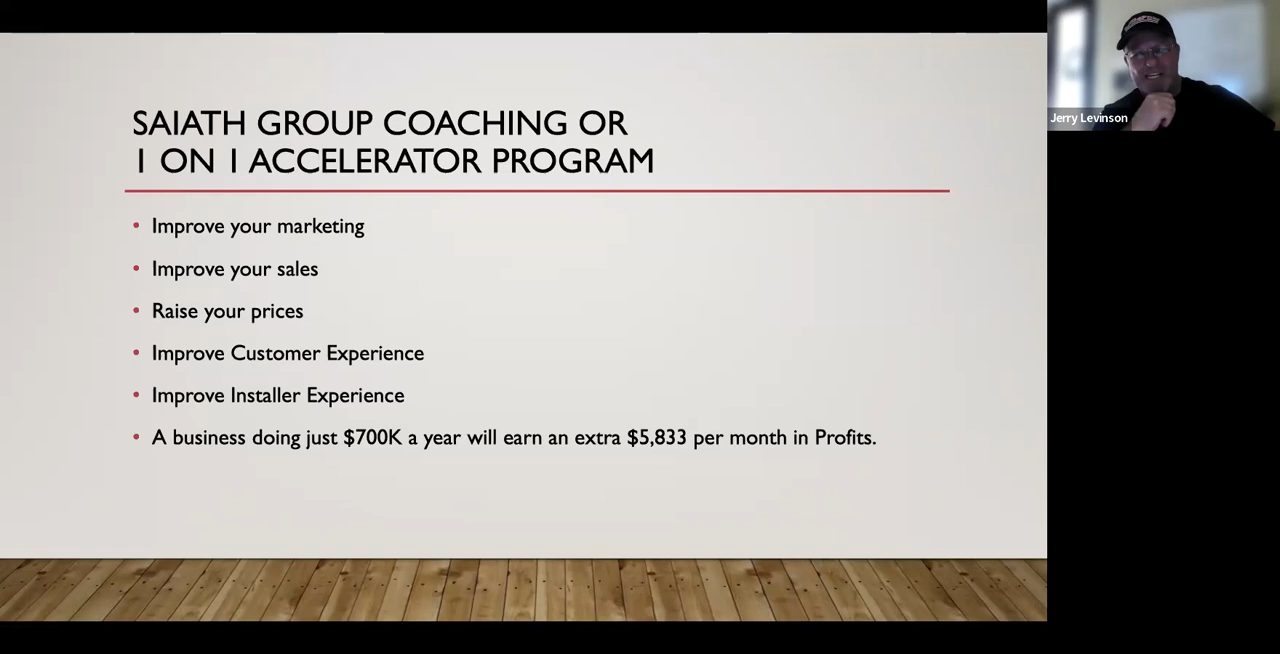 SAIATH GROUP COACHING OR
1 ON 1 ACCELERATOR PROGRAM
• Improve your marketing
• Improve your sales
• Raise your prices
• Improve Customer Experience
• Improve Installer Experience
• A business doing just $700K a year will earn an extra $5,833 per month in Profits.
Jerry Levinson